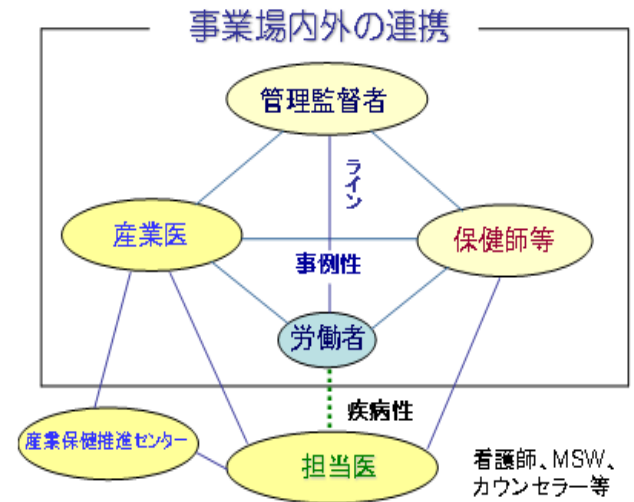 事業場内外の連携
管理監督者
ライン
産業医
保健師等
事例性
労働者
疾病性
産業保健推進センター
担当医
看護師、MSW、
カウンセラー等